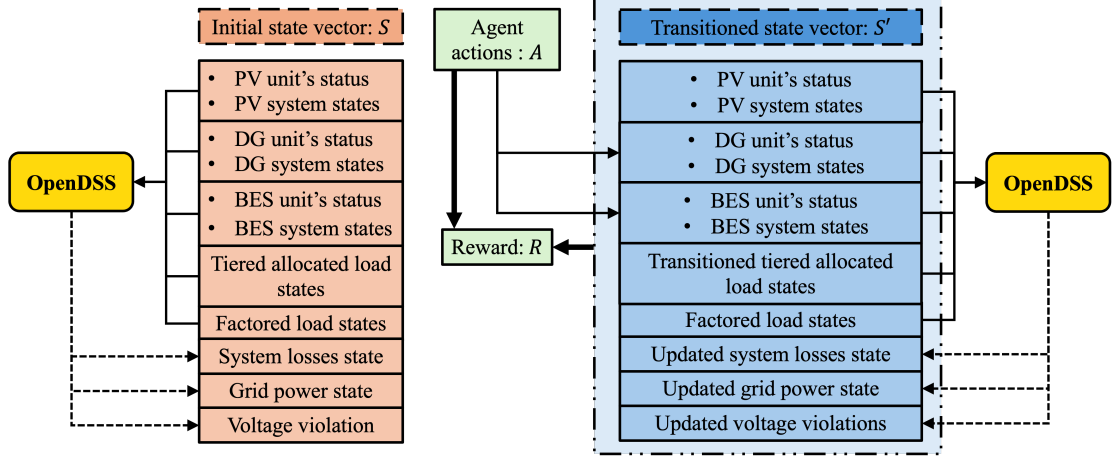 Initial state vector: S
• PV unit's status
• PV system states
• DG unit's status
• DG system states
• BES unit's status
• BES system states
Tiered allocated load
states
Factored load states
System losses state
Grid power state
Voltage violation
OpenDSS
Agent
actions : A
Reward: R
Transitioned state vector: S′
• PV unit's status
• PV system states
• DG unit's status
• DG system states
• BES unit's status
• BES system states
Transitioned tiered allocated
load states
Factored load states
Updated system losses state
Updated grid power state
Updated voltage violations
OpenDSS